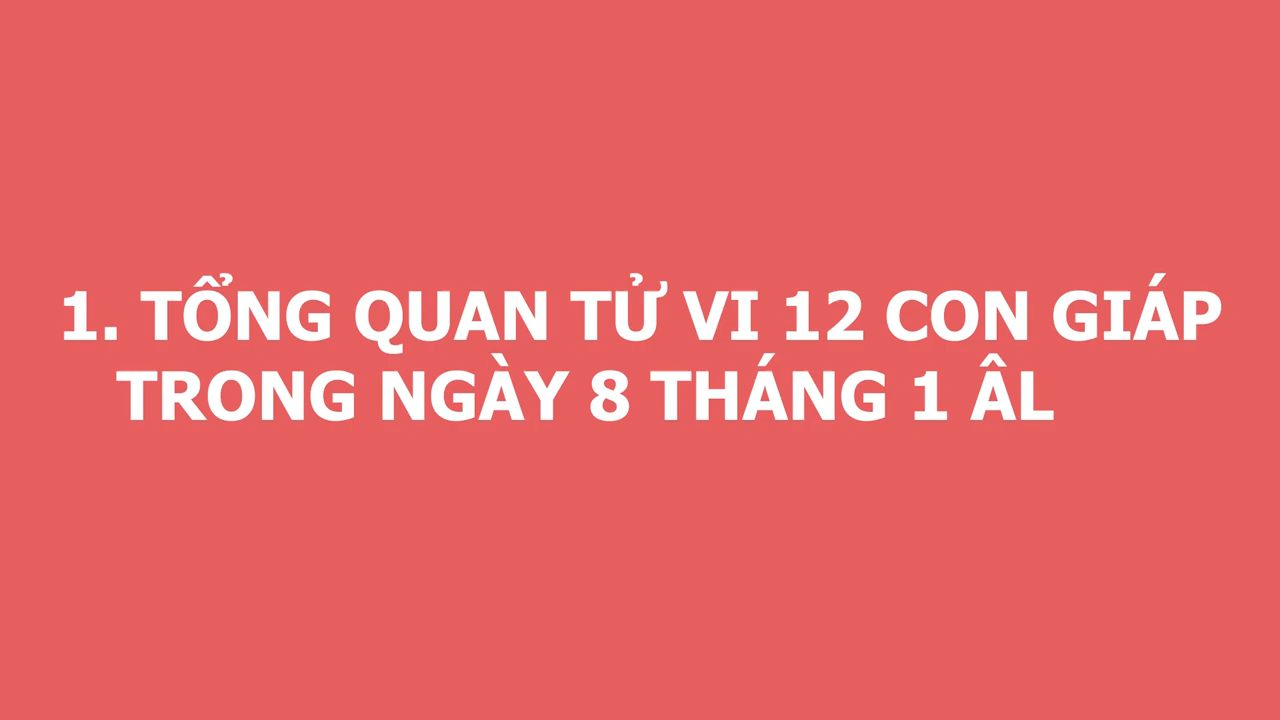 1. TỔNG QUAN TỬ VI 12 CON GIÁP
TRONG NGÀY 8 THÁNG 1 ÂL